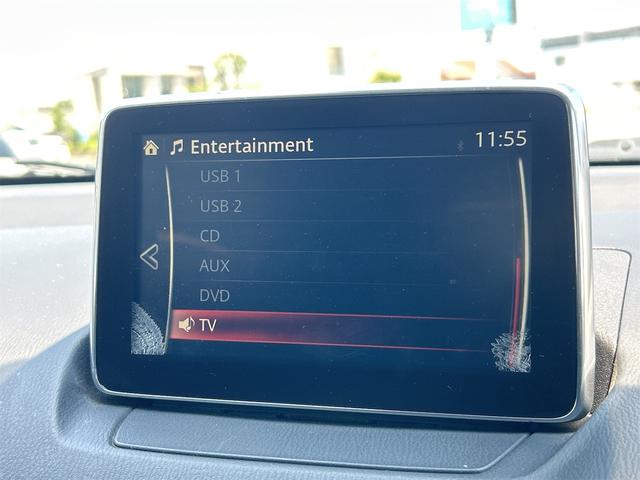 Entertainment 11:55
USB 1
USB 2
CD
AUX
DVD
TV